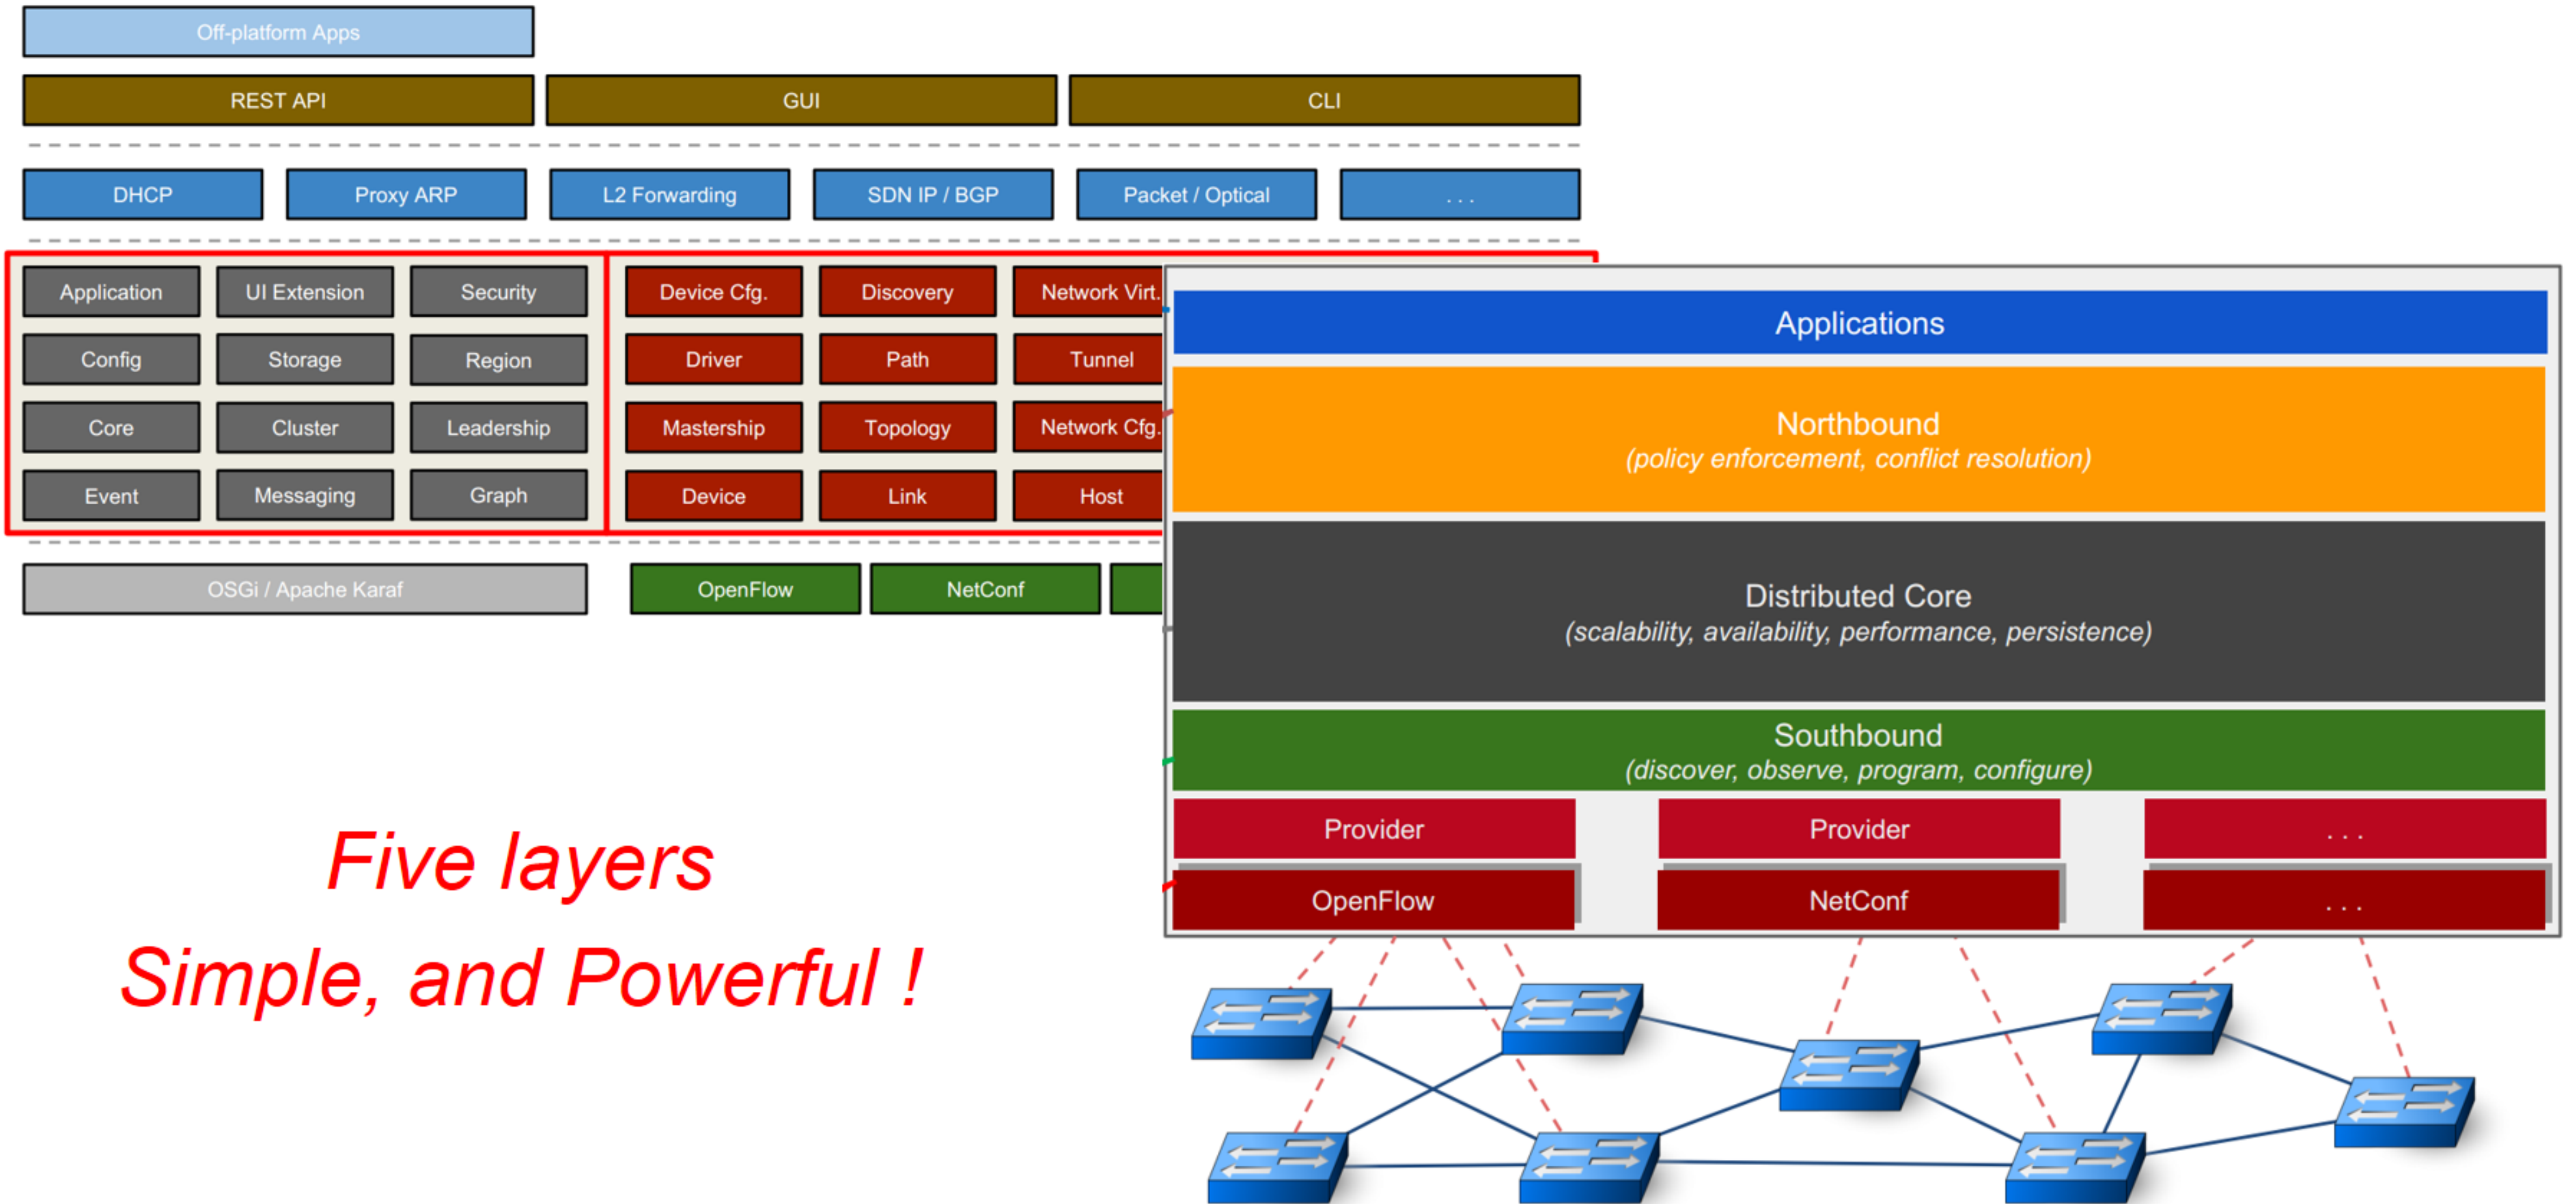 Off-platform Apps
REST API
GUI
CLI
DHCP
Proxy ARP
L2 Forwarding
SDN IP / BGP
Packet / Optical
. . .
Application
UI Extension
Security
Config
Storage
Region
Core
Cluster
Leadership
Event
Messaging
Graph
Device Cfg.
Discovery
Network Virt.
Driver
Path
Tunnel
Mastership
Topology
Network Cfg.
Device
Link
Host
OSGi / Apache Karaf
OpenFlow
NetConf
Applications
Northbound
(policy enforcement, conflict resolution)
Distributed Core
(scalability, availability, performance, persistence)
Southbound
(discover, observe, program, configure)
Provider
Provider
. . .
OpenFlow
NetConf
. . .
Five layers
Simple, and Powerful !